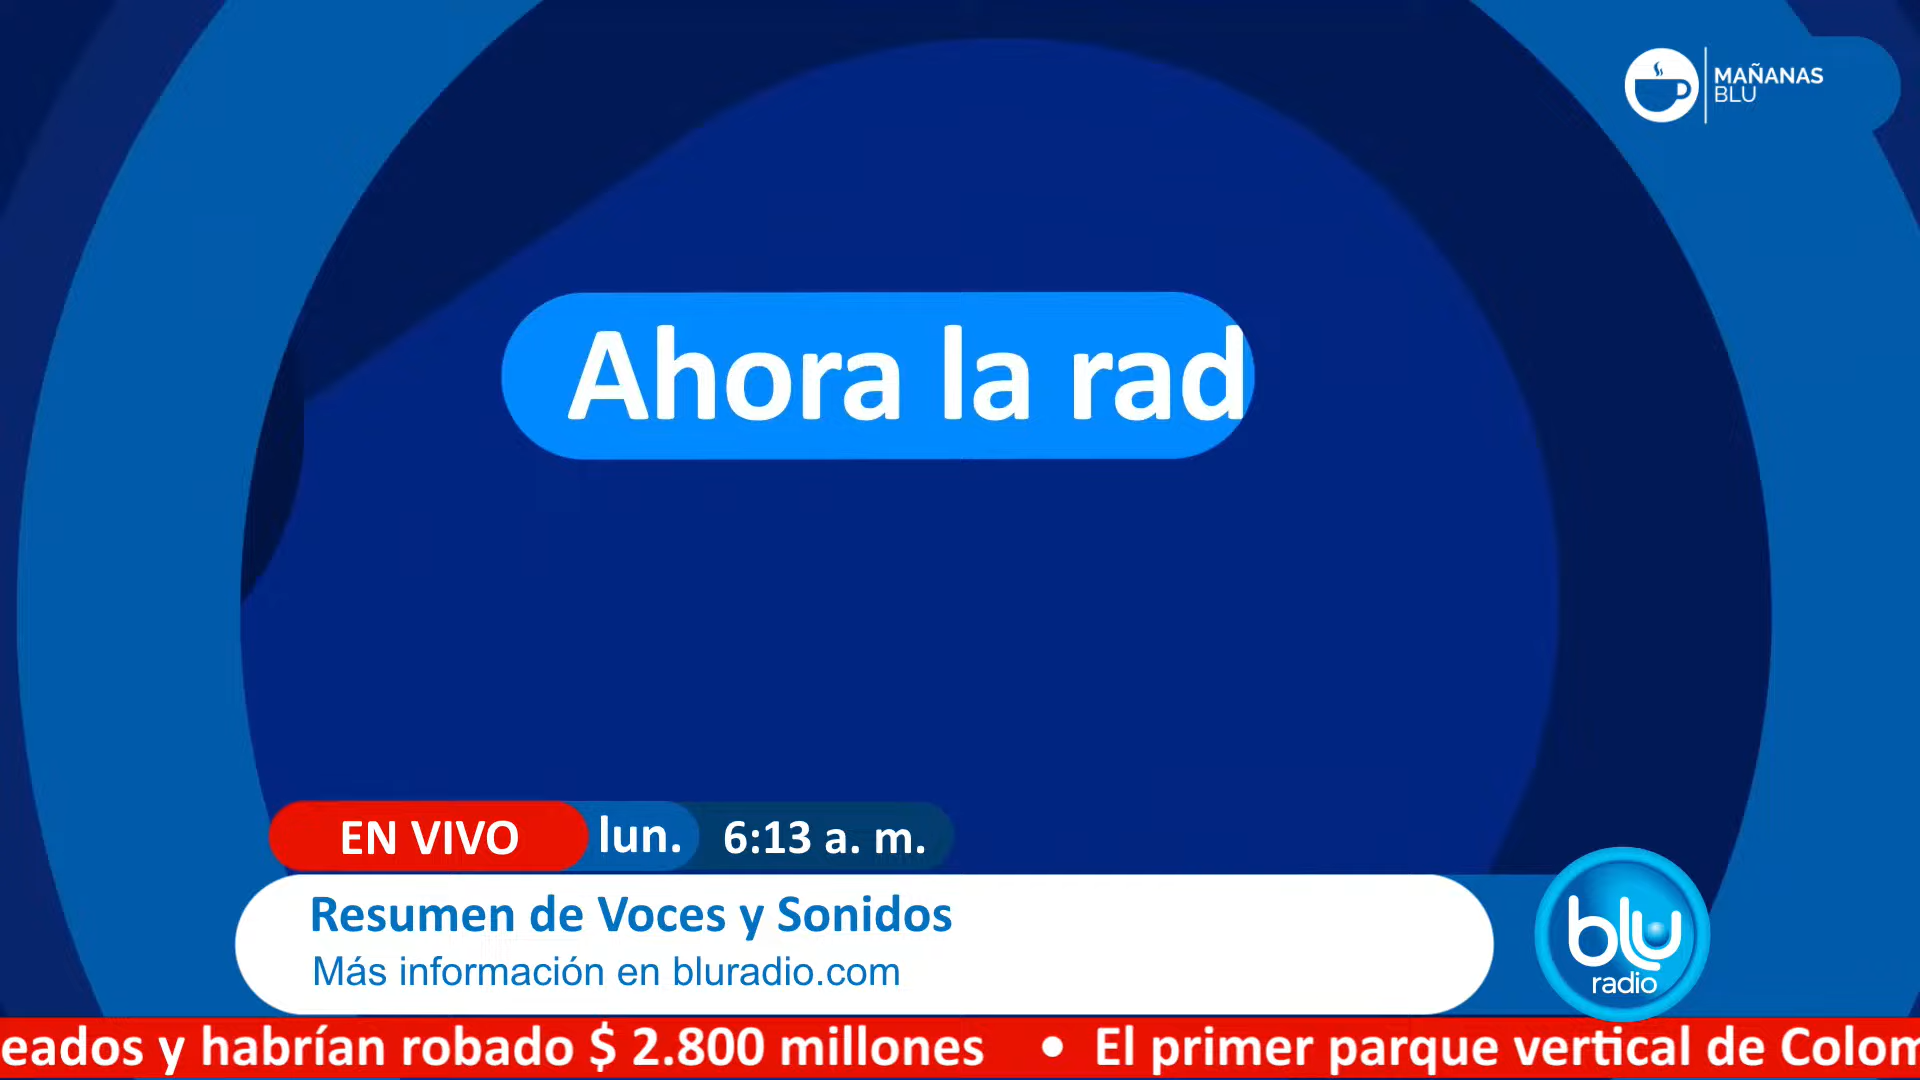 MAÑANAS
BLU
Ahora la rad
EN VIVO lun. 6:13 a. m.
Resumen de Voces y Sonidos
Más información en bluradio.com
blu
radio
eados y habrían robado $ 2.800 millones • El primer parque vertical de Colom